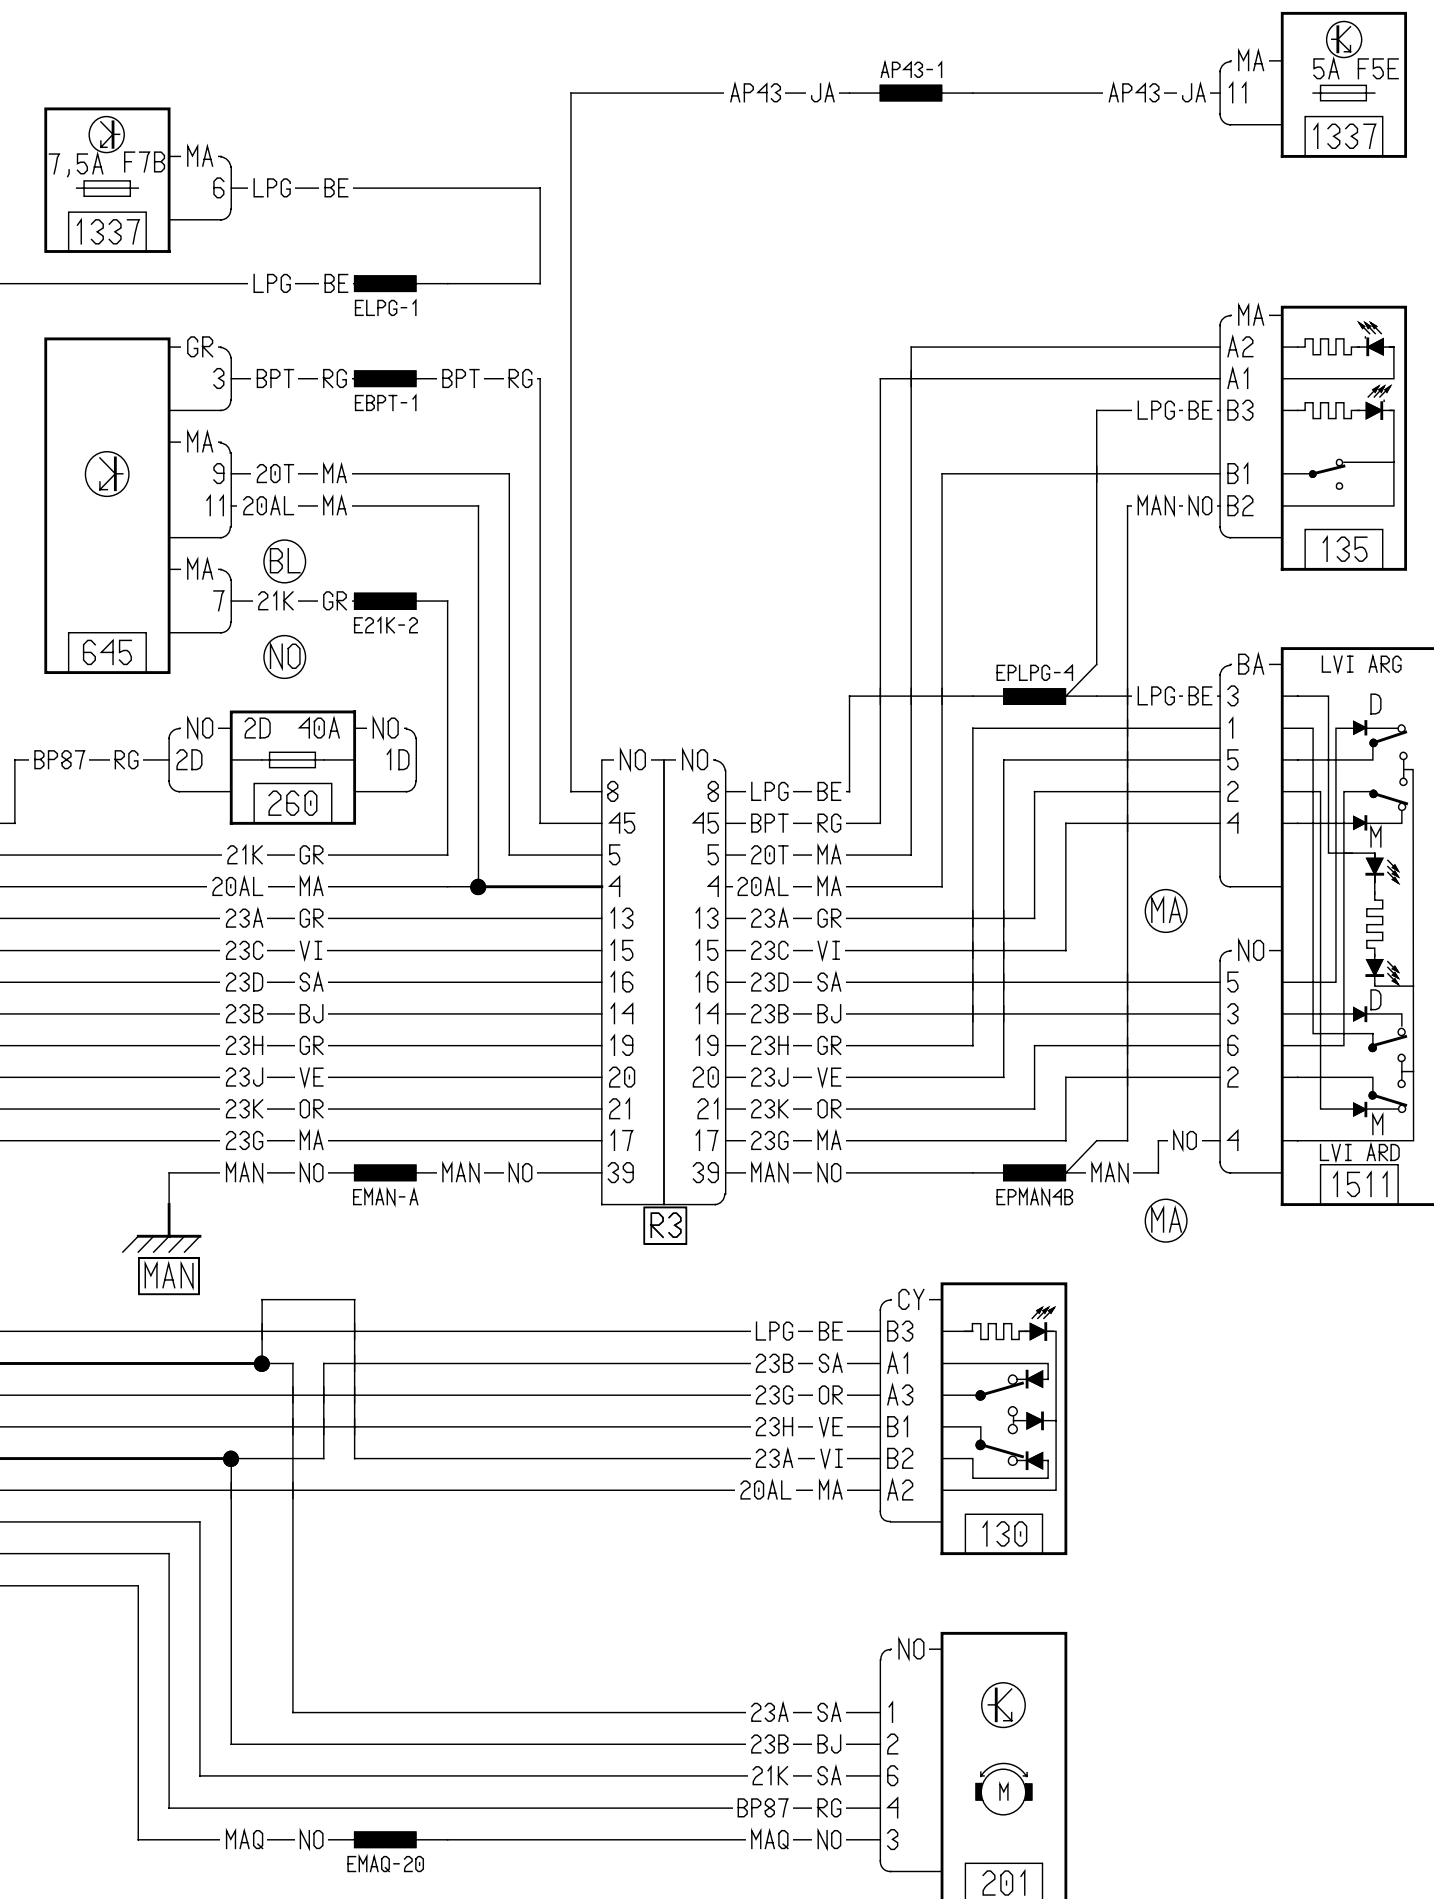 AP43-1
AP43 JA AP43 JA MA 11
5A F5E
1337
7,5A F7B
1337
MA
6 LPG BE
LPG BE
ELPG-1
GR
3 BPT RG BPT RG
EBPT-1
MA
9 20T MA
11 20AL MA
BL
MA
7 21K GR
E21K-2
645
NO
MA
A2
A1
LPG-BE B3
B1
MAN-NO B2
135
EPLPG-4
BA LVI ARG
LPG-BE 3 D
1
5
2
4 M
NO 2D 40A NO
BP87 RG 2D 1D
260
NO NO
8 8 LPG BE
45 45 BPT RG
21K GR 5 5 20T MA
20AL MA 4 4 20AL MA
23A GR 13 13 23A GR MA
23C VI 15 15 23C VI NO
23D SA 16 16 23D SA 5 D
23B BJ 14 14 23B BJ 3
23H GR 19 19 23H GR 6
23J VE 20 20 23J VE 2
23K OR 21 21 23K OR M
23G MA 17 17 23G MA NO 4
LVI ARD
MAN NO MAN NO 39 39 MAN NO MAN
EMAN-A EPMAN4B 1511
R3 MA
MAN
CY
LPG BE B3
23B SA A1
23G OR A3
23H VE B1
23A VI B2
20AL MA A2
130
NO
23A SA 1
23B BJ 2
21K SA 6
M
BP87 RG 4
MAQ NO MAQ NO 3
EMAQ-20
201